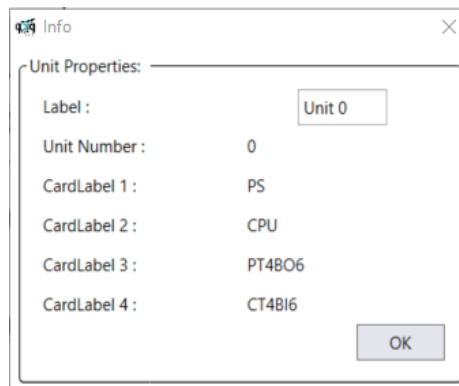 Info
Unit Properties:
Label : Unit 0
Unit Number : 0
CardLabel 1 : PS
CardLabel 2 : CPU
CardLabel 3 : PT4BO6
CardLabel 4 : CT4BI6
OK